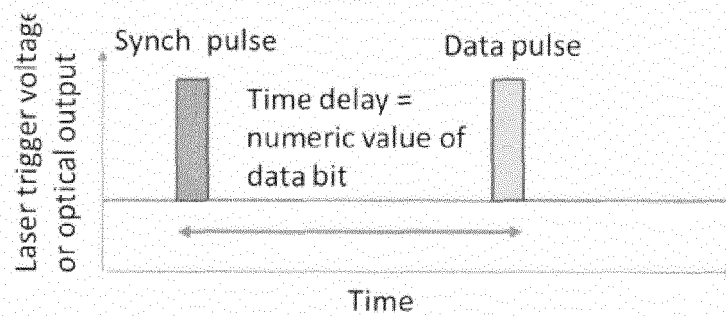 Synch pulse
Data pulse
Time delay =
numeric value of
data bit
Laser trigger voltage
or optical output
Time